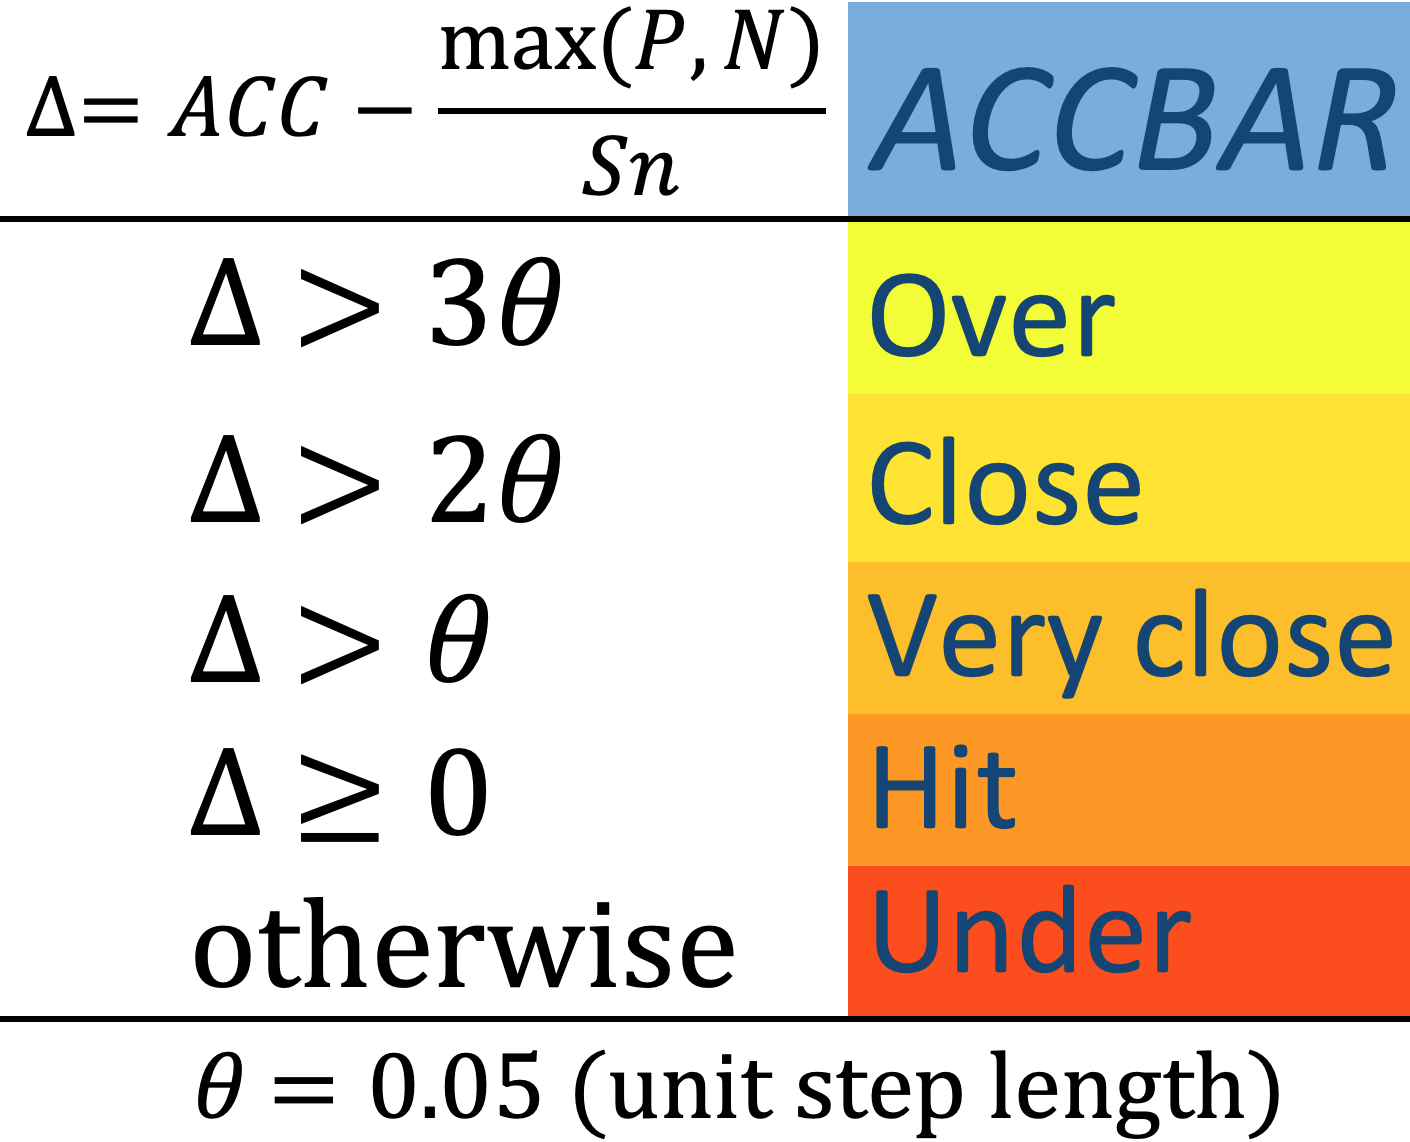 Δ= ACC − max(P, N) / Sn ACCBAR
Δ > 3θ Over
Δ > 2θ Close
Δ > θ Very close
Δ ≥ 0 Hit
otherwise Under
θ = 0.05 (unit step length)